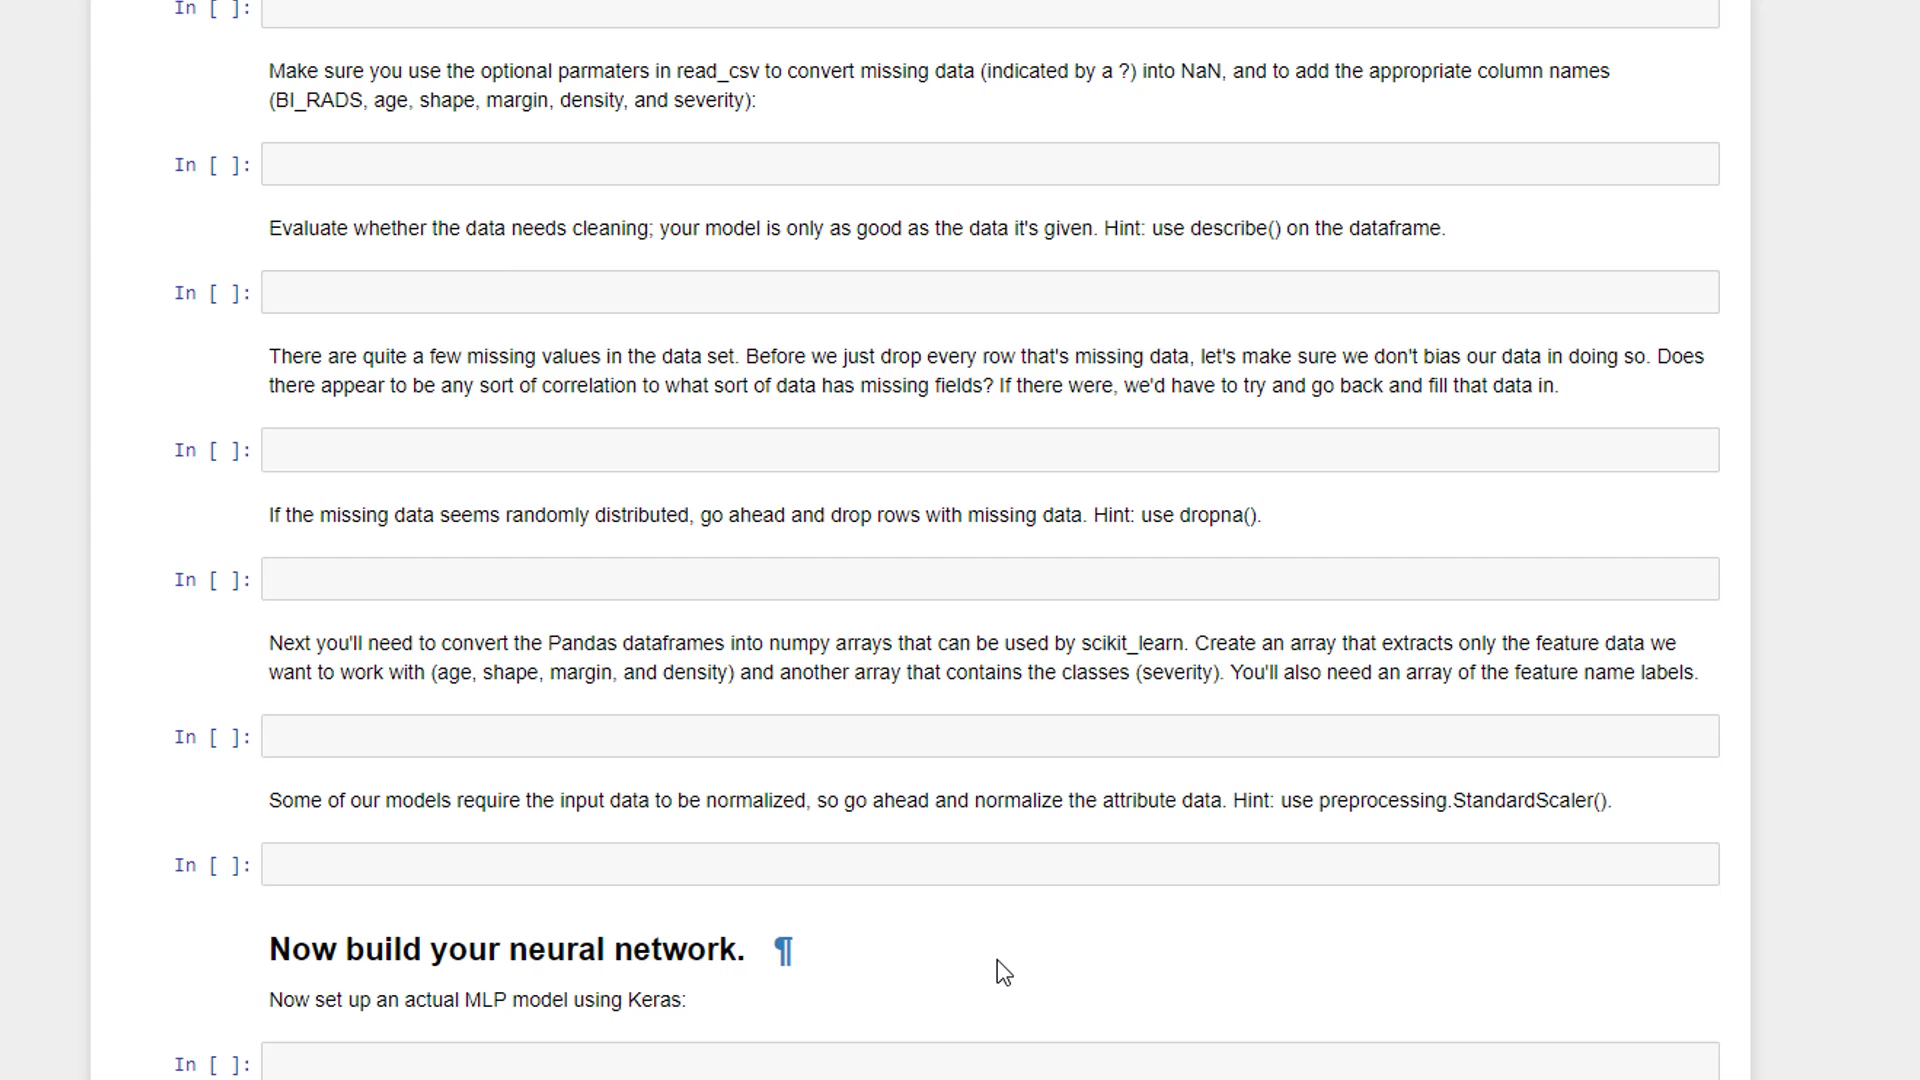 In [ ]:
Make sure you use the optional parmaters in read_csv to convert missing data (indicated by a ?) into NaN, and to add the appropriate column names
(BI_RADS, age, shape, margin, density, and severity):
In [ ]:
Evaluate whether the data needs cleaning; your model is only as good as the data it's given. Hint: use describe() on the dataframe.
In [ ]:
There are quite a few missing values in the data set. Before we just drop every row that's missing data, let's make sure we don't bias our data in doing so. Does
there appear to be any sort of correlation to what sort of data has missing fields? If there were, we'd have to try and go back and fill that data in.
In [ ]:
If the missing data seems randomly distributed, go ahead and drop rows with missing data. Hint: use dropna().
In [ ]:
Next you'll need to convert the Pandas dataframes into numpy arrays that can be used by scikit_learn. Create an array that extracts only the feature data we
want to work with (age, shape, margin, and density) and another array that contains the classes (severity). You'll also need an array of the feature name labels.
In [ ]:
Some of our models require the input data to be normalized, so go ahead and normalize the attribute data. Hint: use preprocessing.StandardScaler().
In [ ]:
Now build your neural network. ¶
Now set up an actual MLP model using Keras:
In [ ]: